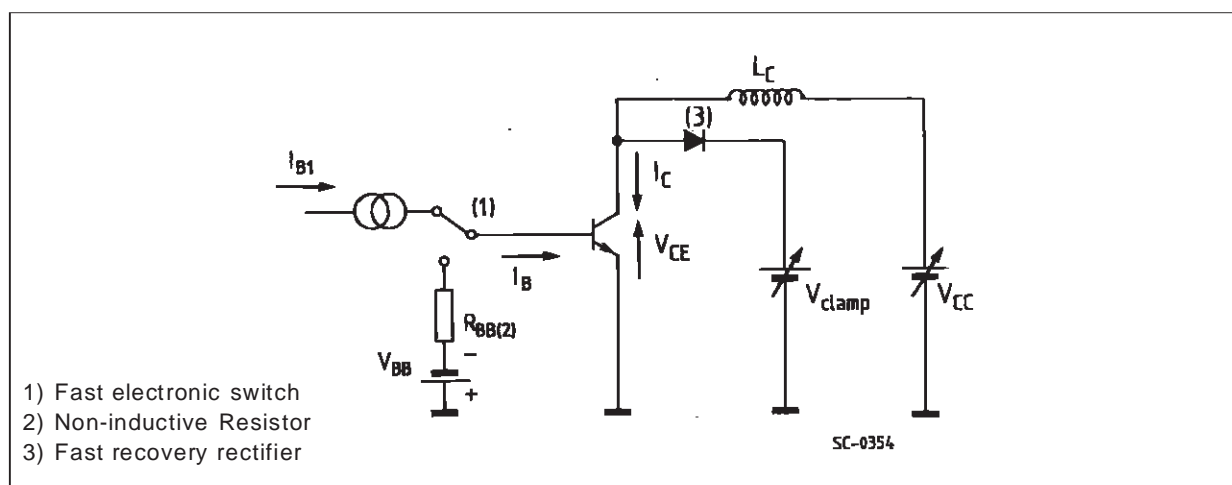 L_C
(3)
I_B1
I_C
(1)
V_CE
I_B
V_clamp
V_CC
R_BB(2)
V_BB
−
+
1) Fast electronic switch
2) Non-inductive Resistor
3) Fast recovery rectifier
SC-0354